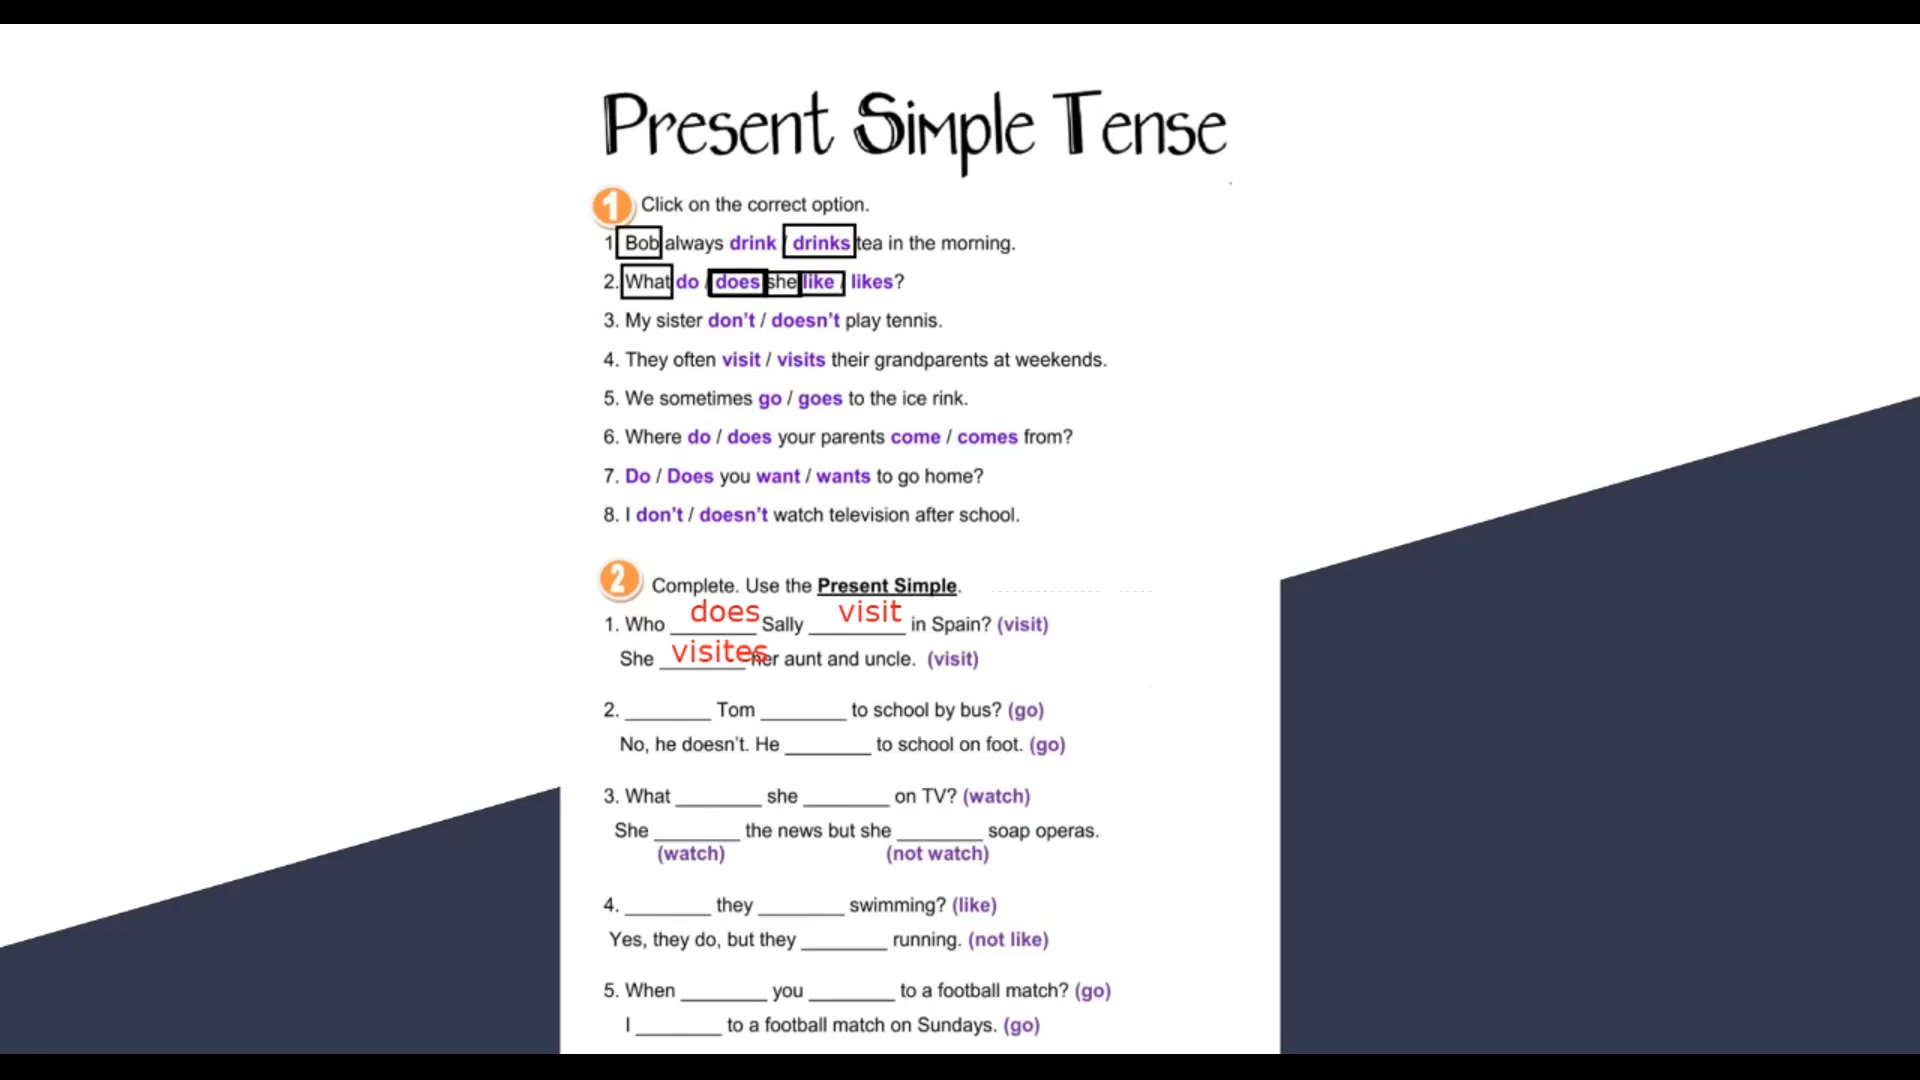 Present Simple Tense
1 Click on the correct option.
1 Bob always drink / drinks tea in the morning.
2. What do / does she like / likes?
3. My sister don't / doesn't play tennis.
4. They often visit / visits their grandparents at weekends.
5. We sometimes go / goes to the ice rink.
6. Where do / does your parents come / comes from?
7. Do / Does you want / wants to go home?
8. I don't / doesn't watch television after school.
2 Complete. Use the Present Simple.
1. Who does Sally visit in Spain? (visit)
She visites her aunt and uncle. (visit)
2. ________ Tom ________ to school by bus? (go)
No, he doesn't. He ________ to school on foot. (go)
3. What ________ she ________ on TV? (watch)
She ________ the news but she ________ soap operas.
(watch) (not watch)
4. ________ they ________ swimming? (like)
Yes, they do, but they ________ running. (not like)
5. When ________ you ________ to a football match? (go)
I ________ to a football match on Sundays. (go)